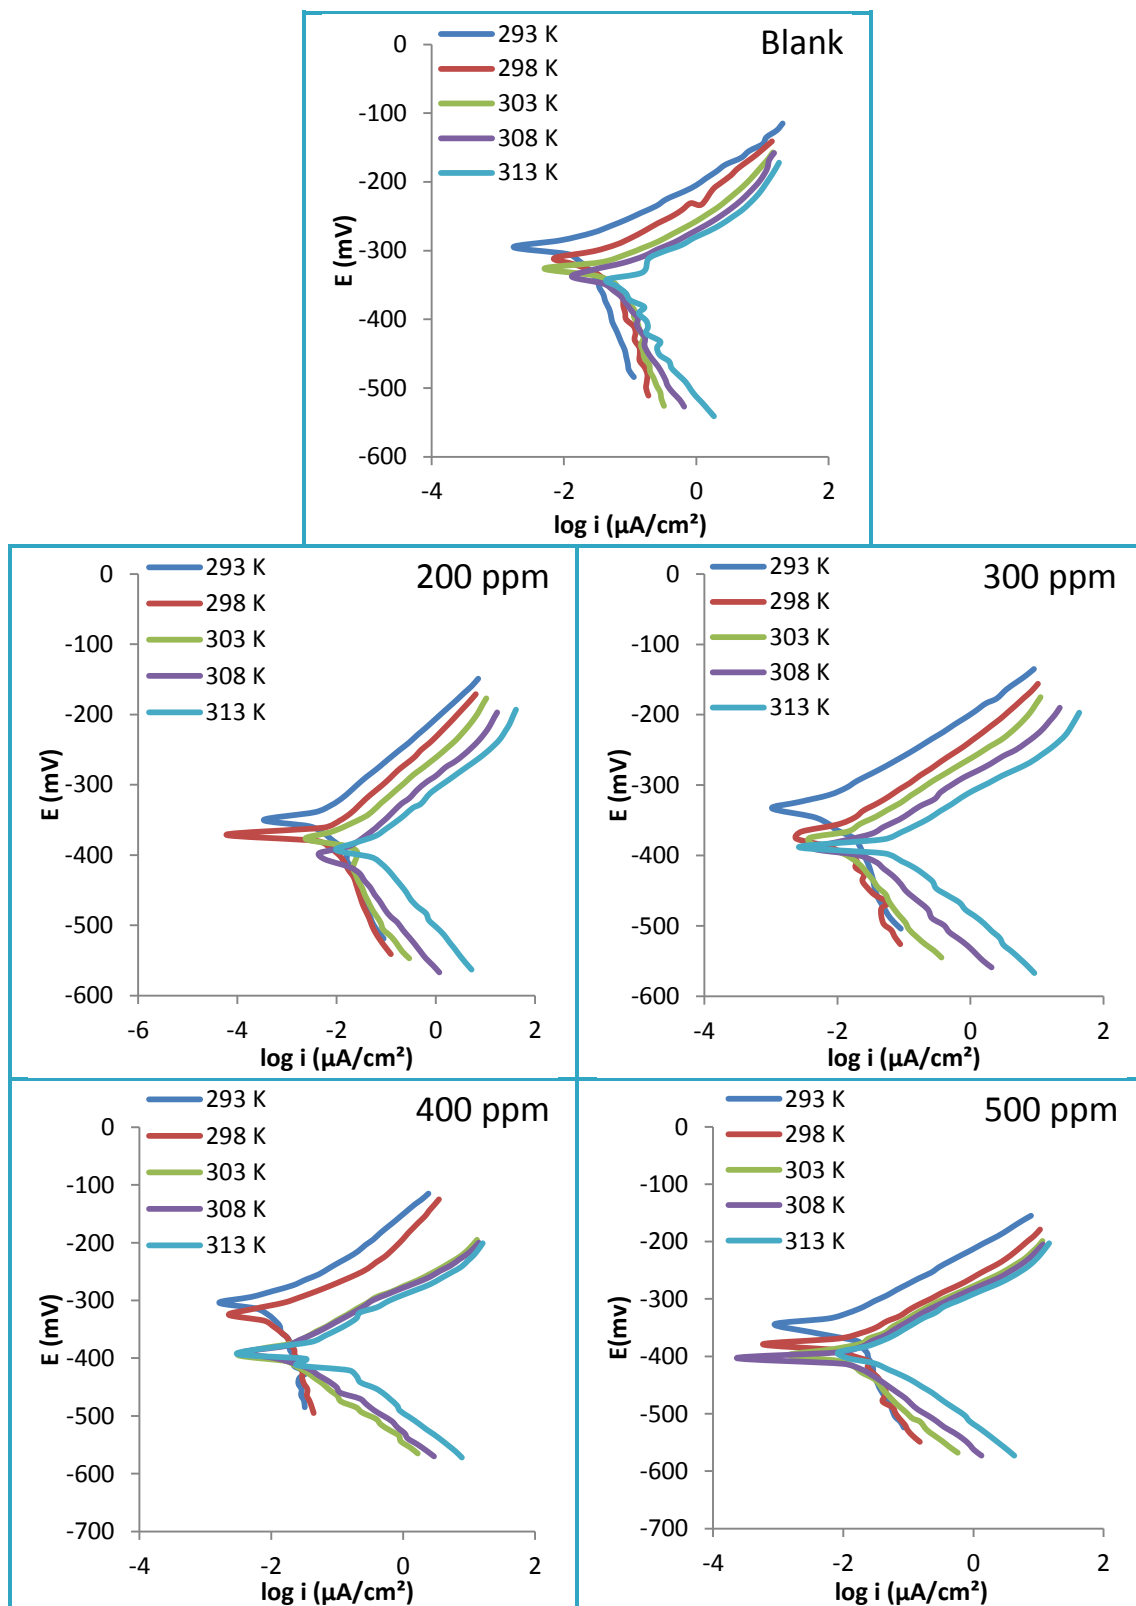 Blank
293 K
298 K
303 K
308 K
313 K
0
-100
-200
-300
-400
-500
-600
E (mV)
-4
-2
0
2
log i (µA/cm²)
200 ppm
293 K
298 K
303 K
308 K
313 K
0
-100
-200
-300
-400
-500
-600
E (mV)
-6
-4
-2
0
2
log i (µA/cm²)
300 ppm
293 K
298 K
303 K
308 K
313 K
0
-100
-200
-300
-400
-500
-600
E (mV)
-4
-2
0
2
log i (µA/cm²)
400 ppm
293 K
298 K
303 K
308 K
313 K
0
-100
-200
-300
-400
-500
-600
-700
E (mV)
-4
-2
0
2
log i (µA/cm²)
500 ppm
293 K
298 K
303 K
308 K
313 K
0
-100
-200
-300
-400
-500
-600
-700
E(mv)
-4
-2
0
2
log i (µA/cm²)